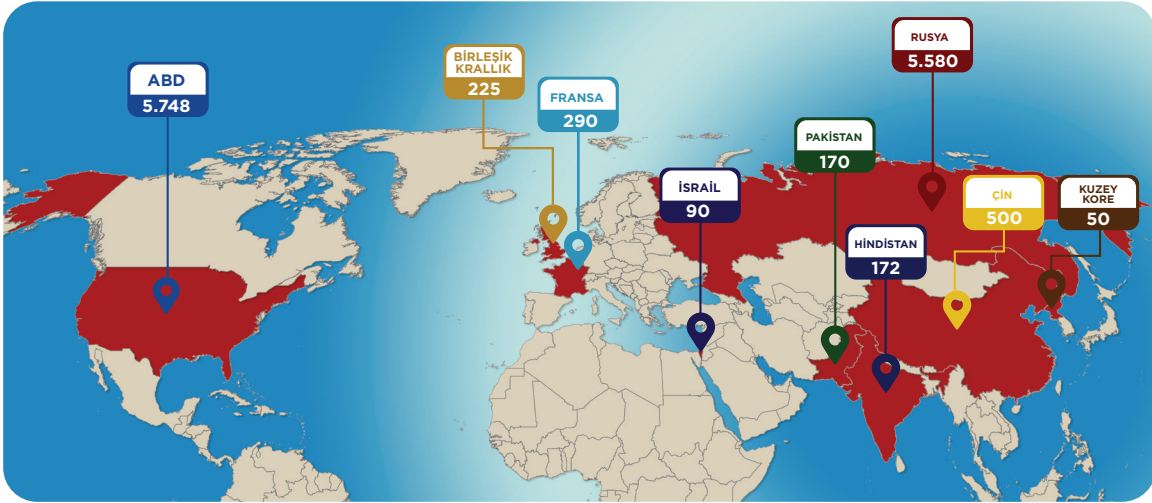 ABD
5.748
BİRLEŞİK
KRALLIK
225
FRANSA
290
RUSYA
5.580
PAKİSTAN
170
İSRAİL
90
HİNDİSTAN
172
ÇİN
500
KUZEY
KORE
50